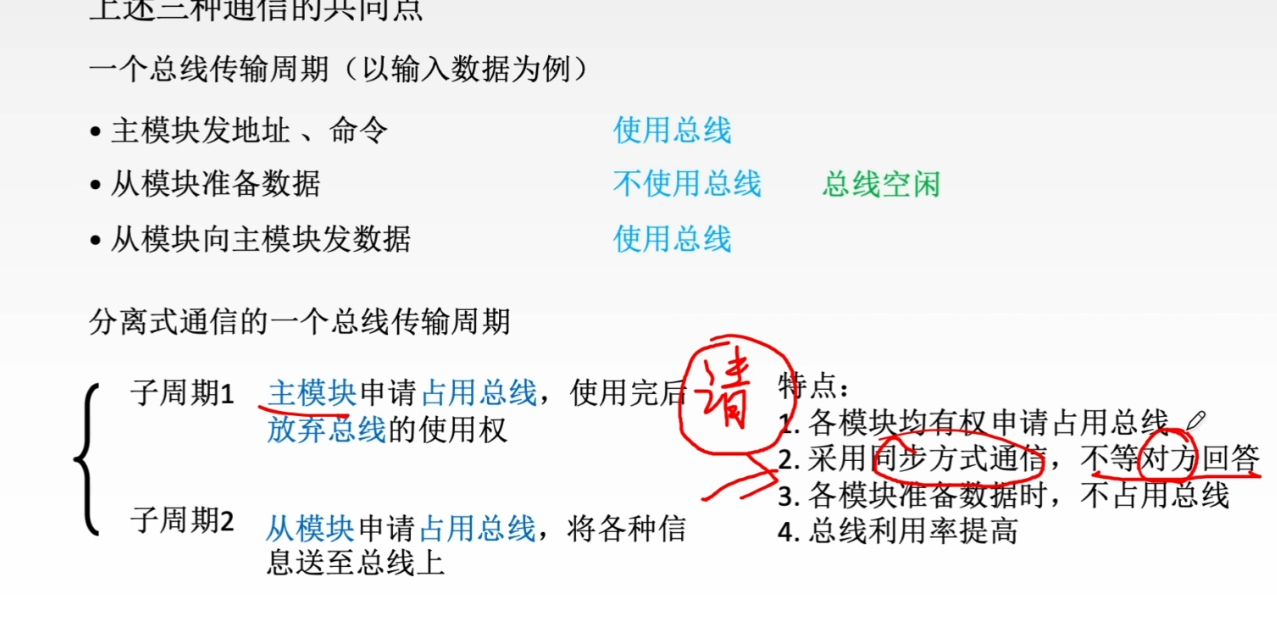 上述三种通信的共同点
一个总线传输周期（以输入数据为例）
• 主模块发地址 、命令 使用总线
• 从模块准备数据 不使用总线 总线空闲
• 从模块向主模块发数据 使用总线
分离式通信的一个总线传输周期
子周期1 主模块申请占用总线，使用完后
放弃总线的使用权
子周期2 从模块申请占用总线，将各种信
息送至总线上
请
特点：
1. 各模块均有权申请占用总线
2. 采用同步方式通信，不等对方回答
3. 各模块准备数据时，不占用总线
4. 总线利用率提高